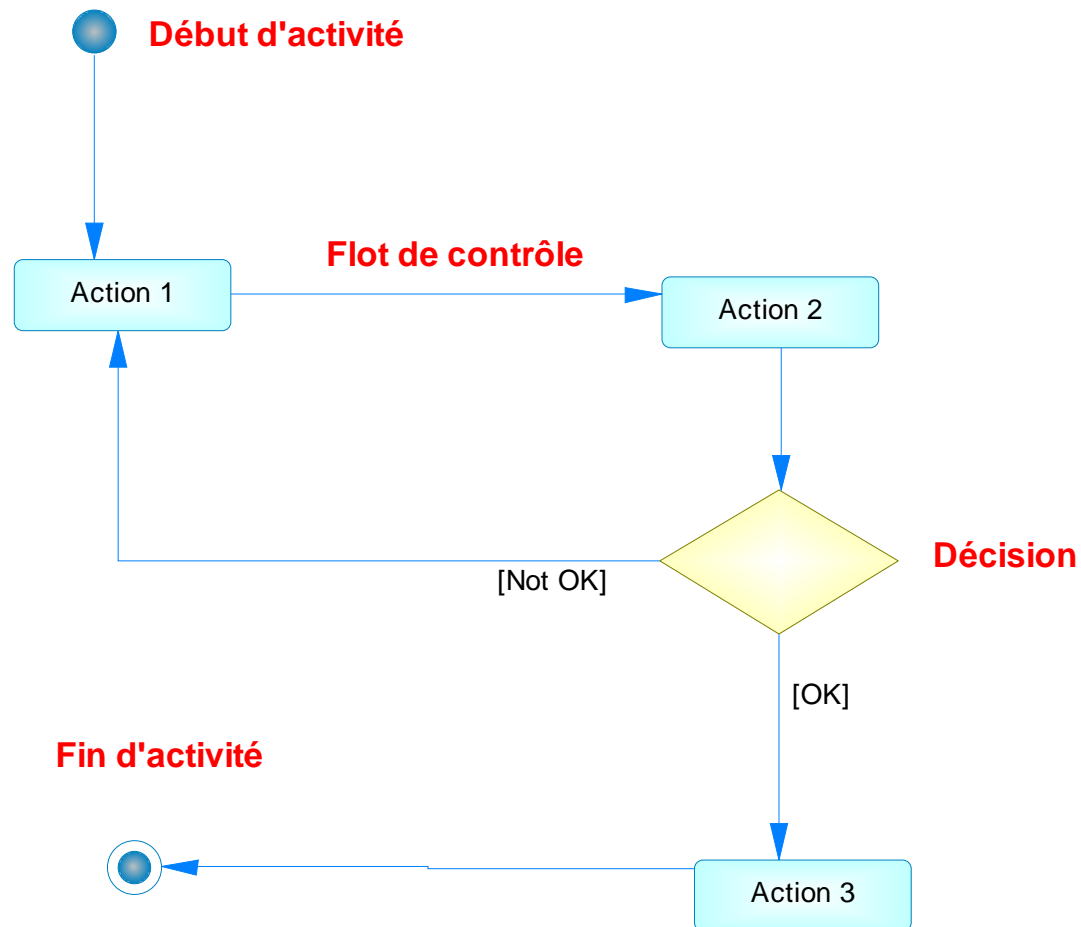 Début d'activité
Flot de contrôle
Action 1
Action 2
Décision
[Not OK]
[OK]
Fin d'activité
Action 3